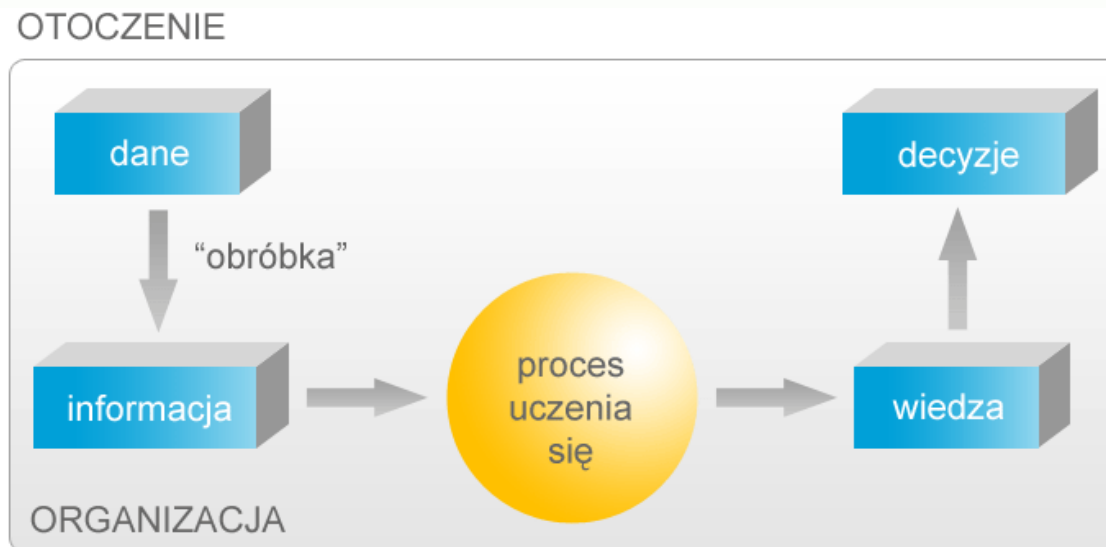 OTOCZENIE
dane
decyzje
“obróbka”
informacja
proces
uczenia
się
wiedza
ORGANIZACJA